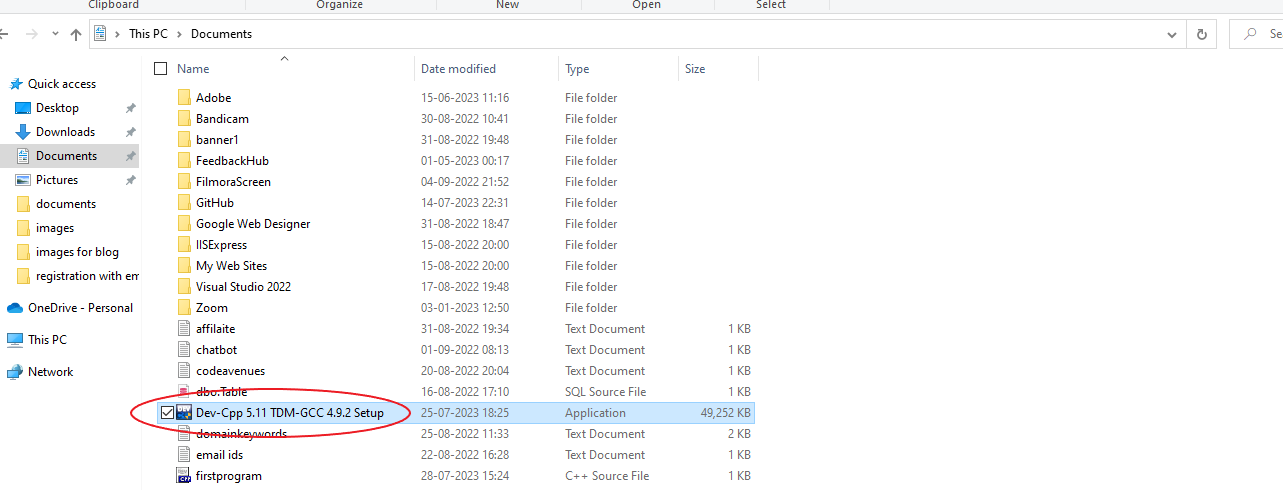 Clipboard Organize New Open Select
This PC Documents
Name Date modified Type Size
Quick access
Desktop
Downloads
Documents
Pictures
documents
images
images for blog
registration with em
OneDrive - Personal
This PC
Network
Adobe 15-06-2023 11:16 File folder
Bandicam 30-08-2022 10:41 File folder
banner1 31-08-2022 19:48 File folder
FeedbackHub 01-05-2023 00:17 File folder
FilmoraScreen 04-09-2022 21:52 File folder
GitHub 14-07-2023 22:31 File folder
Google Web Designer 31-08-2022 18:47 File folder
IISExpress 15-08-2022 20:00 File folder
My Web Sites 15-08-2022 20:00 File folder
Visual Studio 2022 17-08-2022 19:48 File folder
Zoom 03-01-2023 12:50 File folder
affilaite 31-08-2022 19:34 Text Document 1 KB
chatbot 01-09-2022 08:13 Text Document 1 KB
codeavenues 20-08-2022 20:04 Text Document 1 KB
dbo.Table 16-08-2022 17:10 SQL Source File 1 KB
Dev-Cpp 5.11 TDM-GCC 4.9.2 Setup 25-07-2023 18:25 Application 49,252 KB
domainkeywords 25-08-2022 11:33 Text Document 2 KB
email ids 22-08-2022 16:28 Text Document 1 KB
firstprogram 28-07-2023 15:24 C++ Source File 1 KB